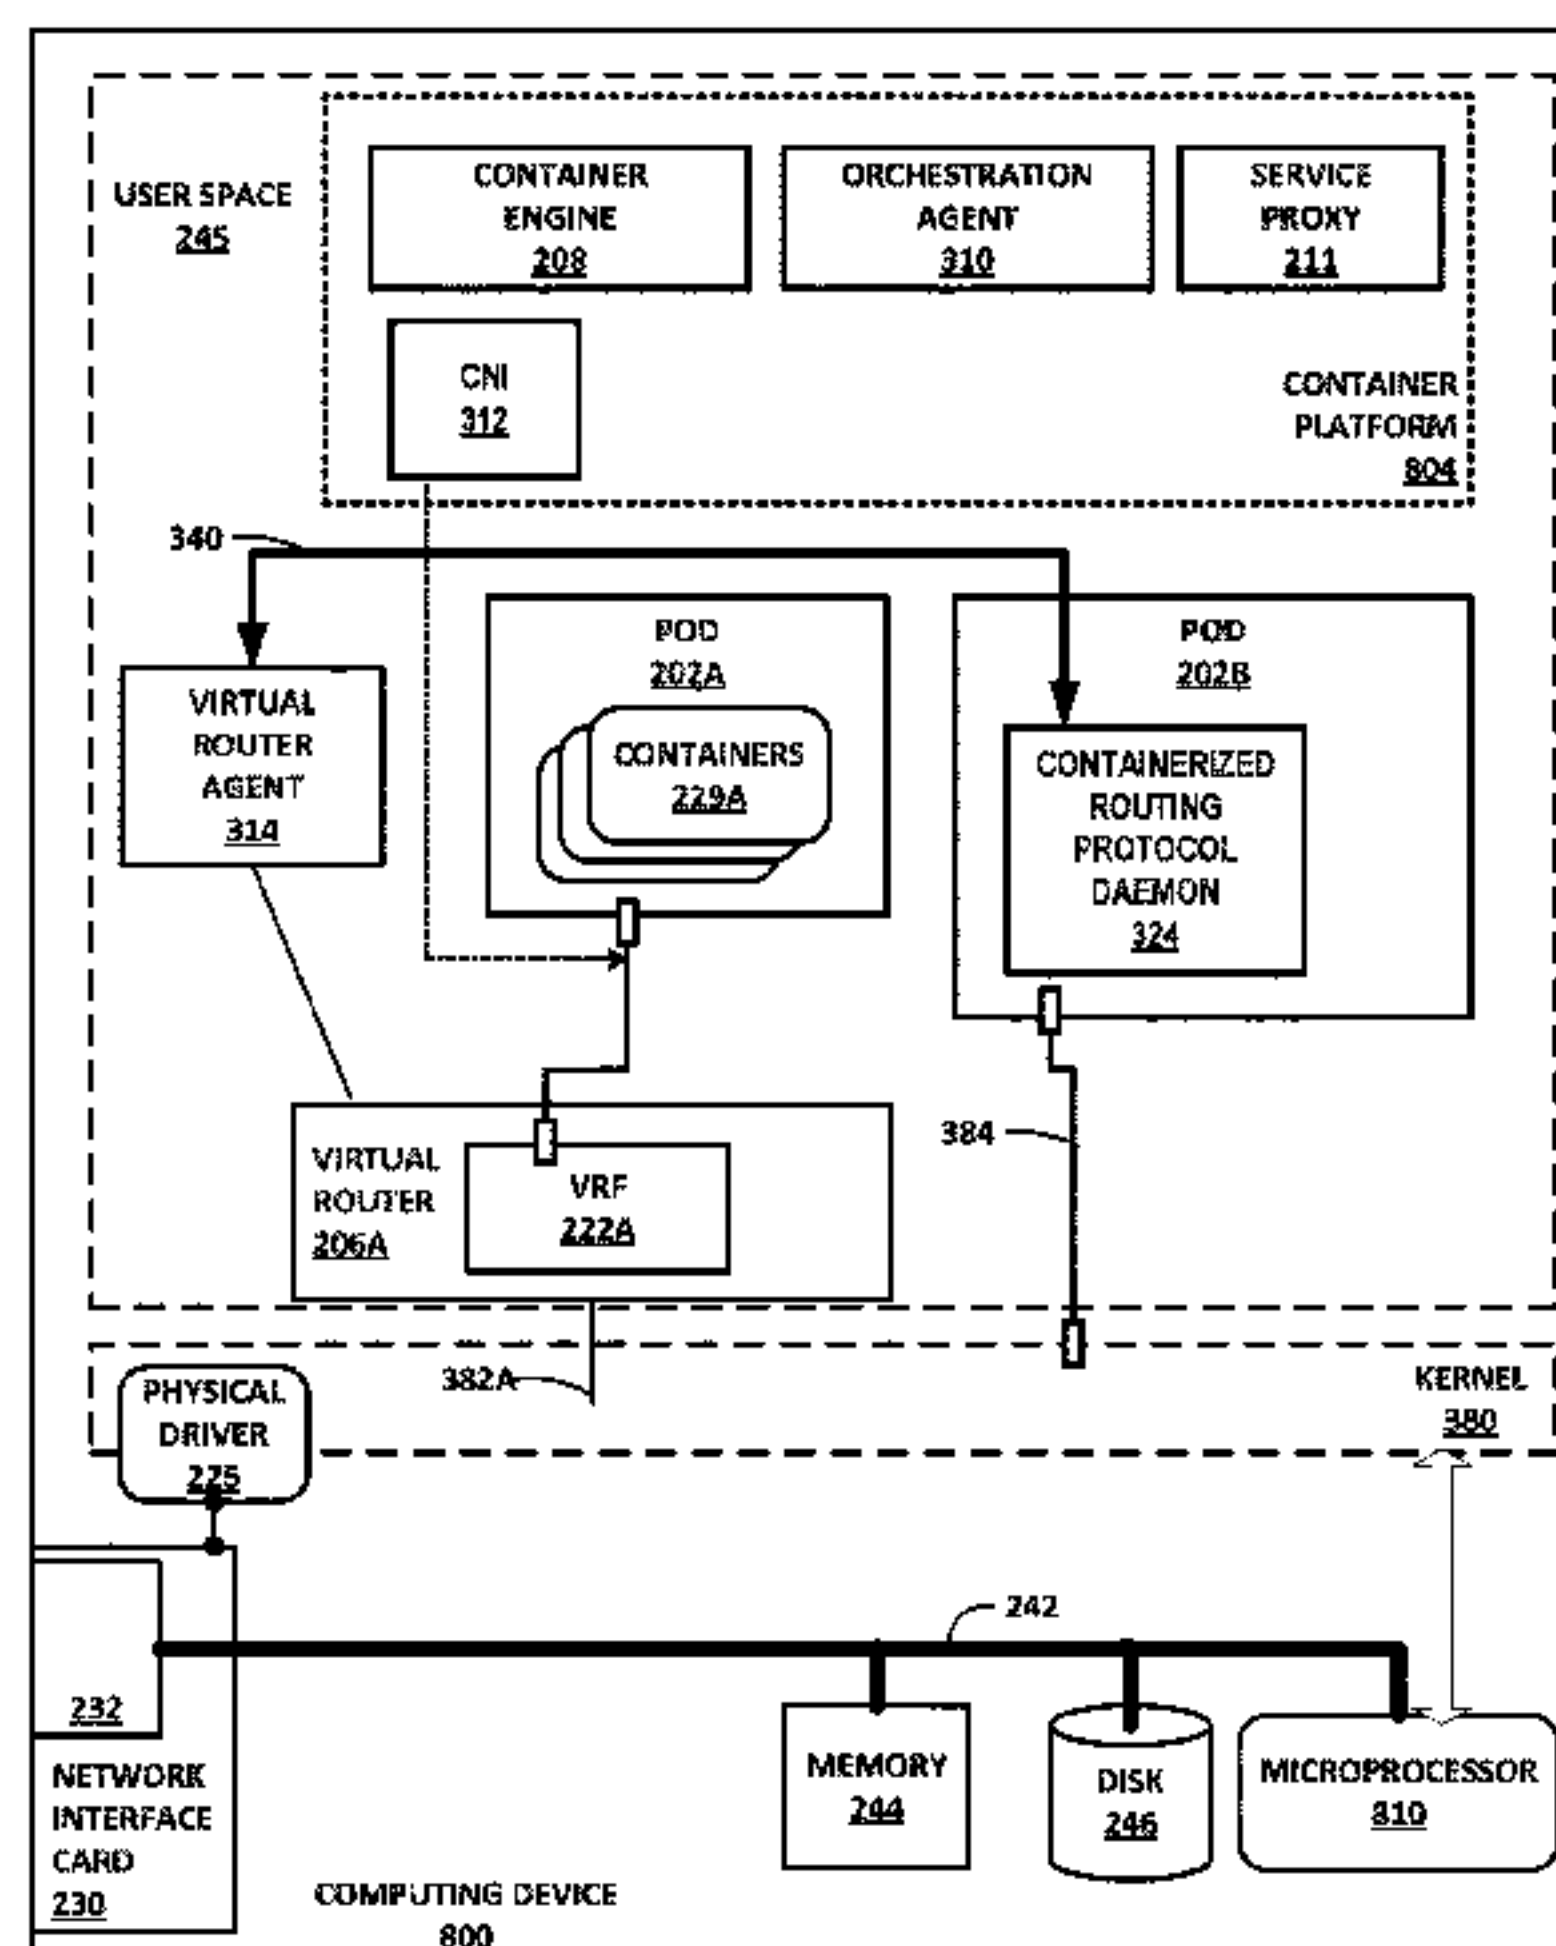 USER SPACE
245
CONTAINER
ENGINE
208
ORCHESTRATION
AGENT
310
SERVICE
PROXY
211
CNI
312
CONTAINER
PLATFORM
804
340
POD
202A
CONTAINERS
229A
POD
202B
VIRTUAL
ROUTER
AGENT
314
CONTAINERIZED
ROUTING
PROTOCOL
DAEMON
324
384
VIRTUAL
ROUTER
206A
VRF
222A
382A
PHYSICAL
DRIVER
225
KERNEL
380
242
232
NETWORK
INTERFACE
CARD
230
MEMORY
244
DISK
246
MICROPROCESSOR
810
COMPUTING DEVICE
800